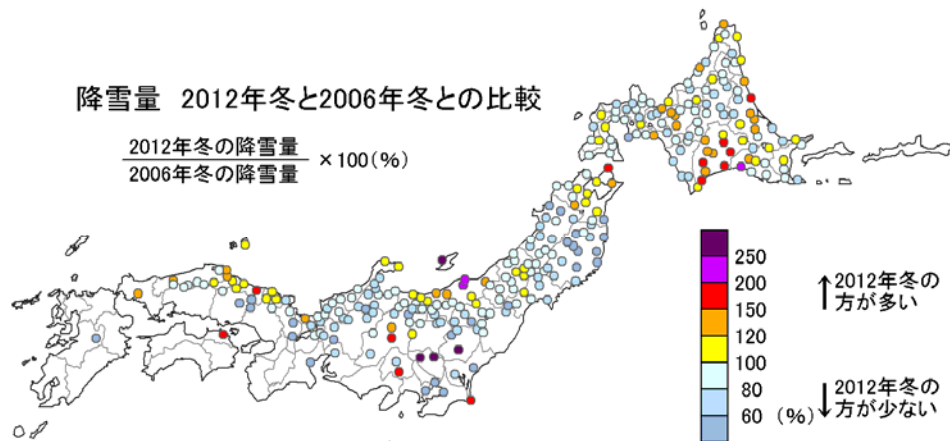 降雪量 2012年冬と2006年冬との比較
2012年冬の降雪量
2006年冬の降雪量
×100(%)
250
200
150
120
100
80
60 (%)
↑2012年冬の
方が多い
↓2012年冬の
方が少ない